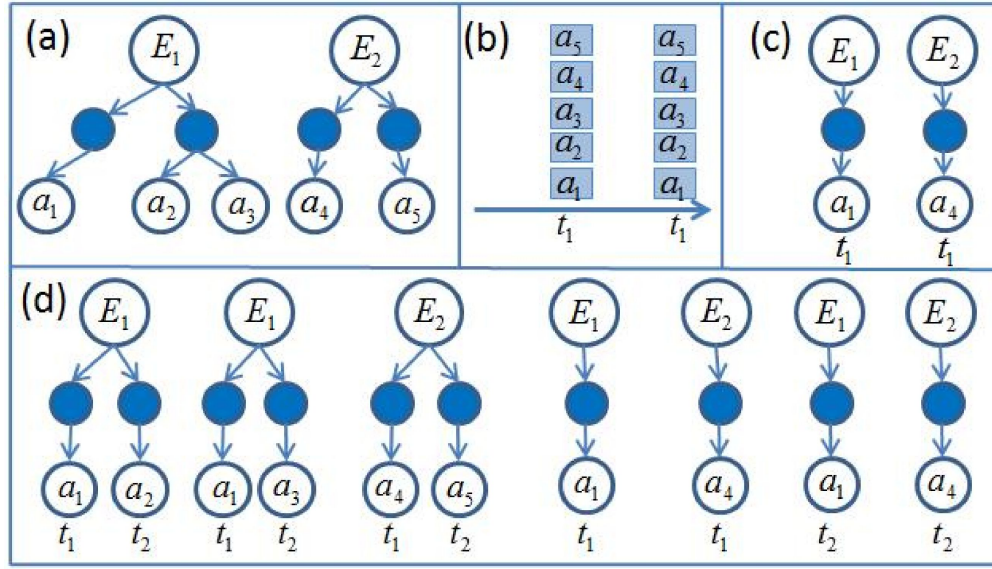 (a) E₁ E₂
a₁ a₂ a₃ a₄ a₅
(b)
a₅ a₅
a₄ a₄
a₃ a₃
a₂ a₂
a₁ a₁
t₁ t₁
(c) E₁ E₂
a₁ a₄
t₁ t₁
(d) E₁ E₁ E₂ E₁ E₂ E₁ E₂
a₁ a₂ a₁ a₃ a₄ a₅ a₁ a₄ a₁ a₄
t₁ t₂ t₁ t₂ t₁ t₂ t₁ t₁ t₂ t₂